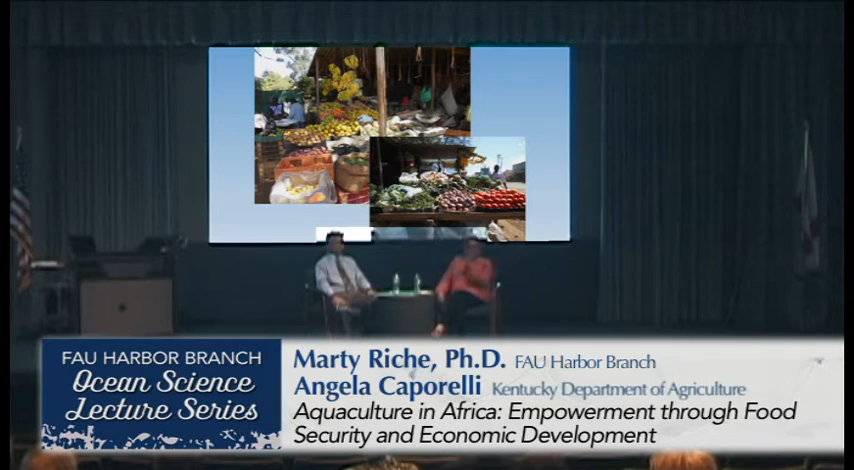 FAU HARBOR BRANCH
Ocean Science
Lecture Series
Marty Riche, Ph.D. FAU Harbor Branch
Angela Caporelli Kentucky Department of Agriculture
Aquaculture in Africa: Empowerment through Food
Security and Economic Development